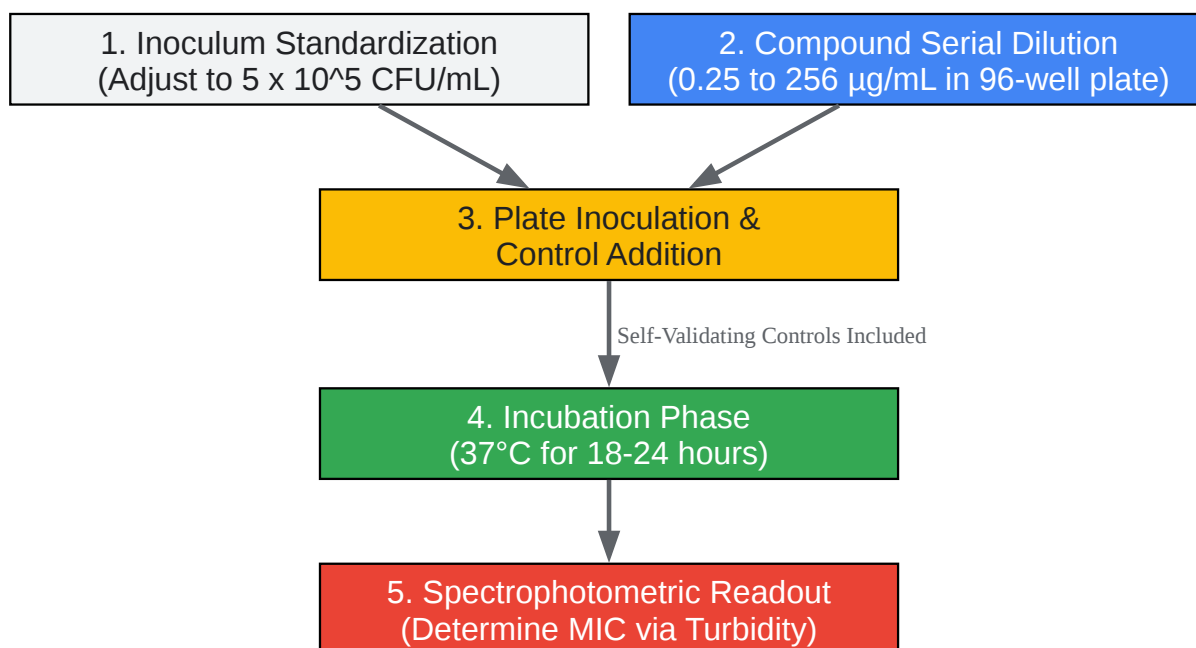 1. Inoculum Standardization
(Adjust to 5 x 10^5 CFU/mL)
2. Compound Serial Dilution
(0.25 to 256 µg/mL in 96-well plate)
3. Plate Inoculation &
Control Addition
Self-Validating Controls Included
4. Incubation Phase
(37°C for 18-24 hours)
5. Spectrophotometric Readout
(Determine MIC via Turbidity)